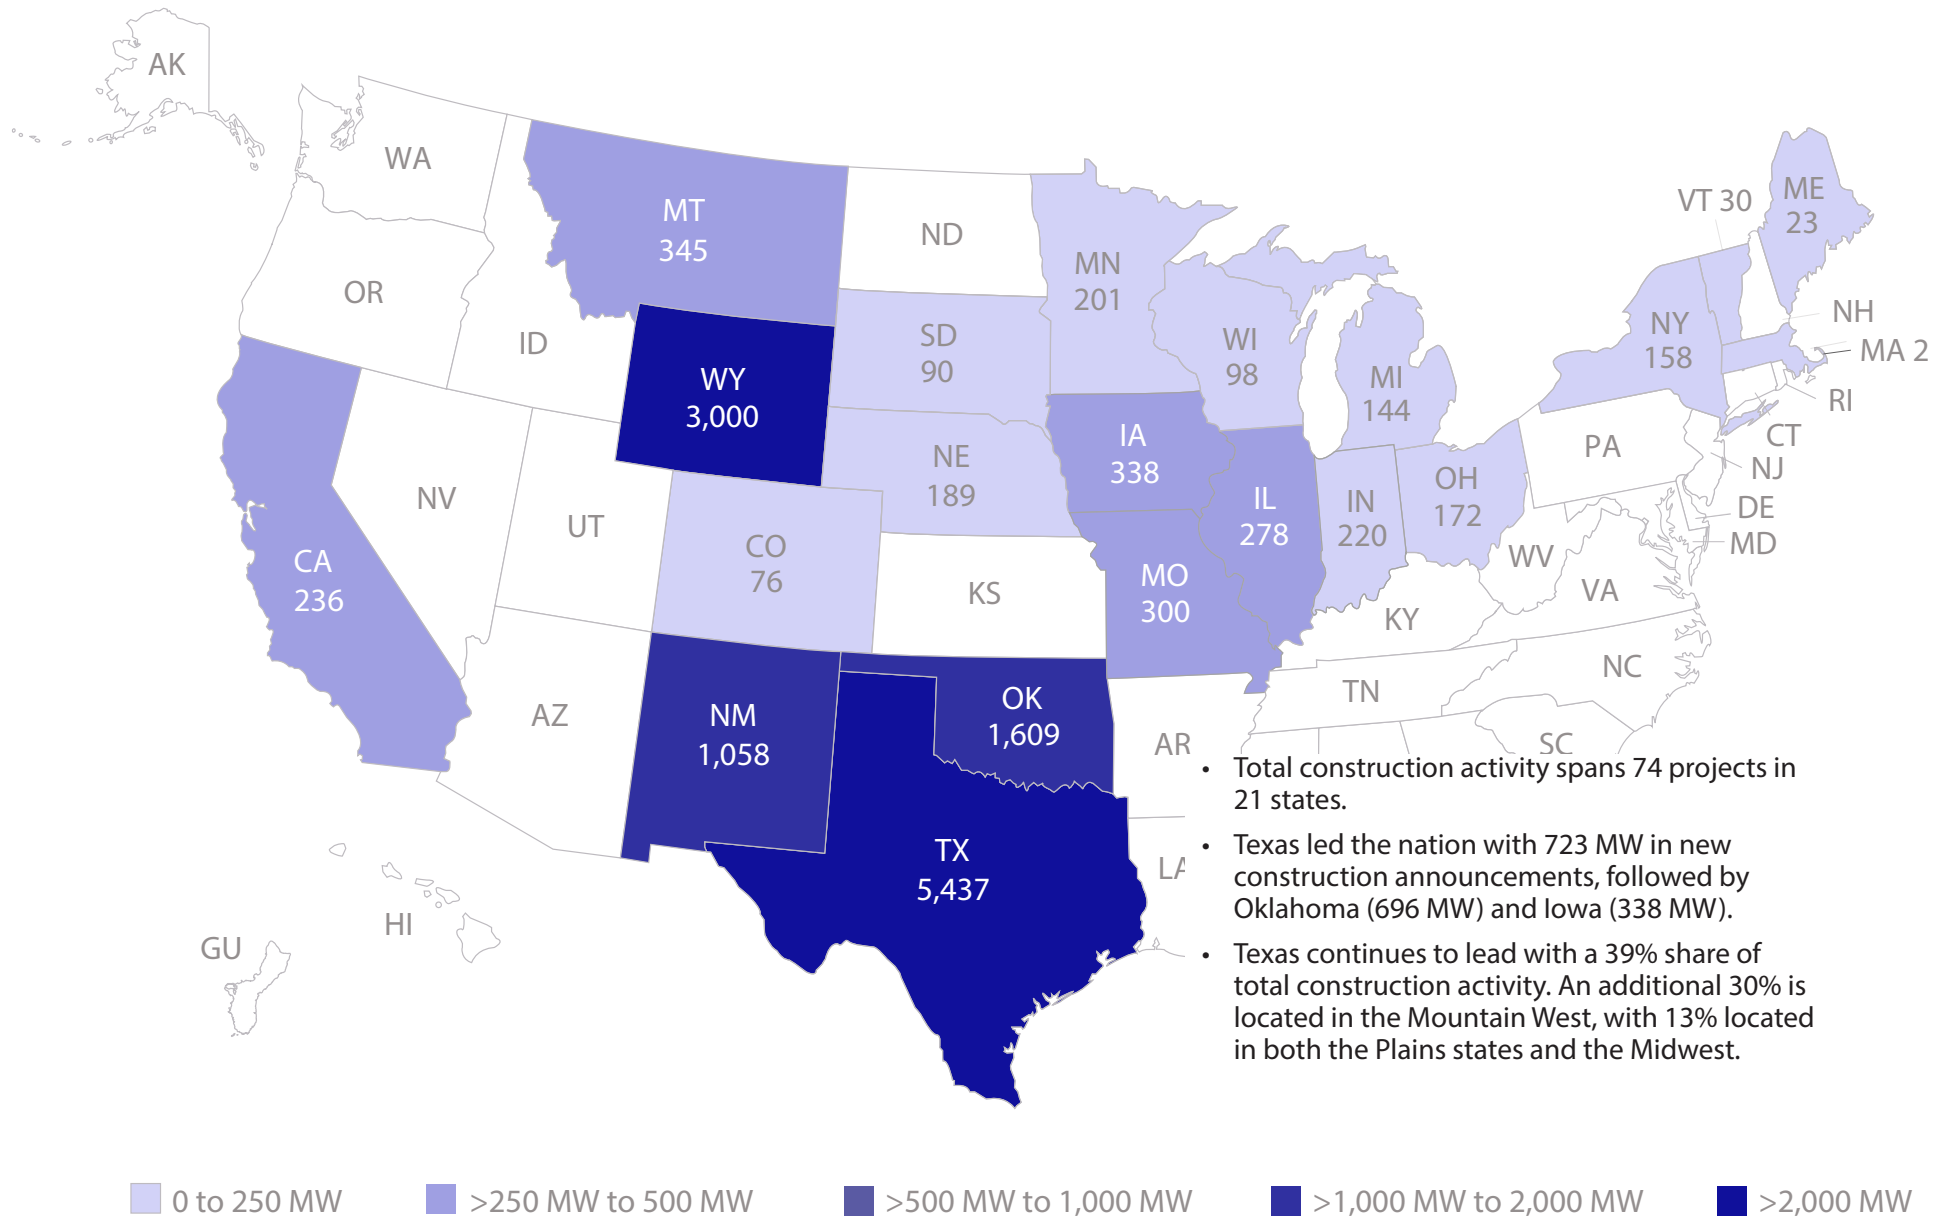 AK
WA
MT
345
ND
OR
ID
MN
201
VT 30
ME
23
NH
SD
90
WI
98
NY
158
MA 2
WY
3,000
MI
144
RI
IA
338
PA
CT
NE
189
NJ
NV
UT
IL
278
IN
220
OH
172
DE
MD
CO
76
WV
CA
236
KS
MO
300
VA
KY
NC
TN
NM
1,058
OK
1,609
AZ
AR
SC
TX
5,437
LA
HI
GU
• Total construction activity spans 74 projects in
21 states.
• Texas led the nation with 723 MW in new
construction announcements, followed by
Oklahoma (696 MW) and Iowa (338 MW).
• Texas continues to lead with a 39% share of
total construction activity. An additional 30% is
located in the Mountain West, with 13% located
in both the Plains states and the Midwest.
0 to 250 MW
>250 MW to 500 MW
>500 MW to 1,000 MW
>1,000 MW to 2,000 MW
>2,000 MW